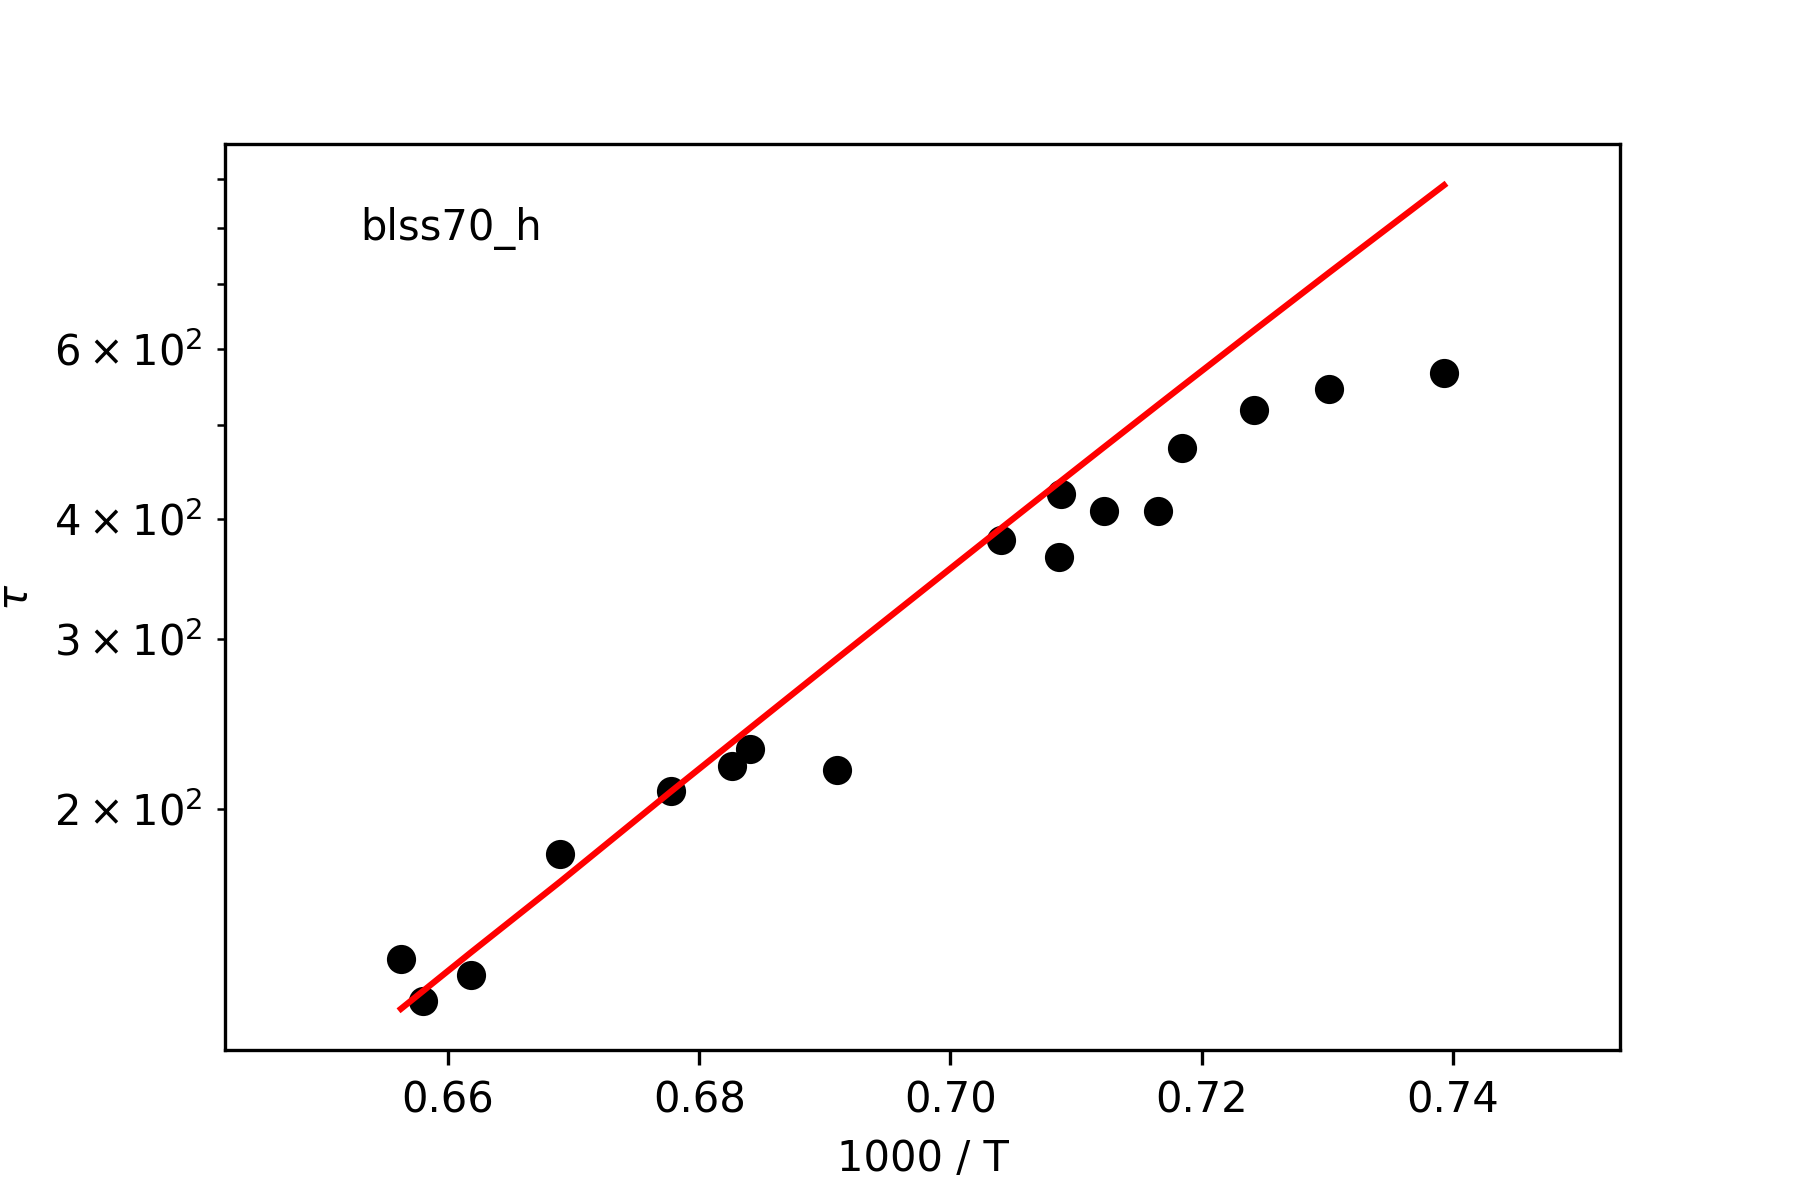 blss70_h
6 × 10²
4 × 10²
3 × 10²
2 × 10²
τ
0.66 0.68 0.70 0.72 0.74
1000 / T